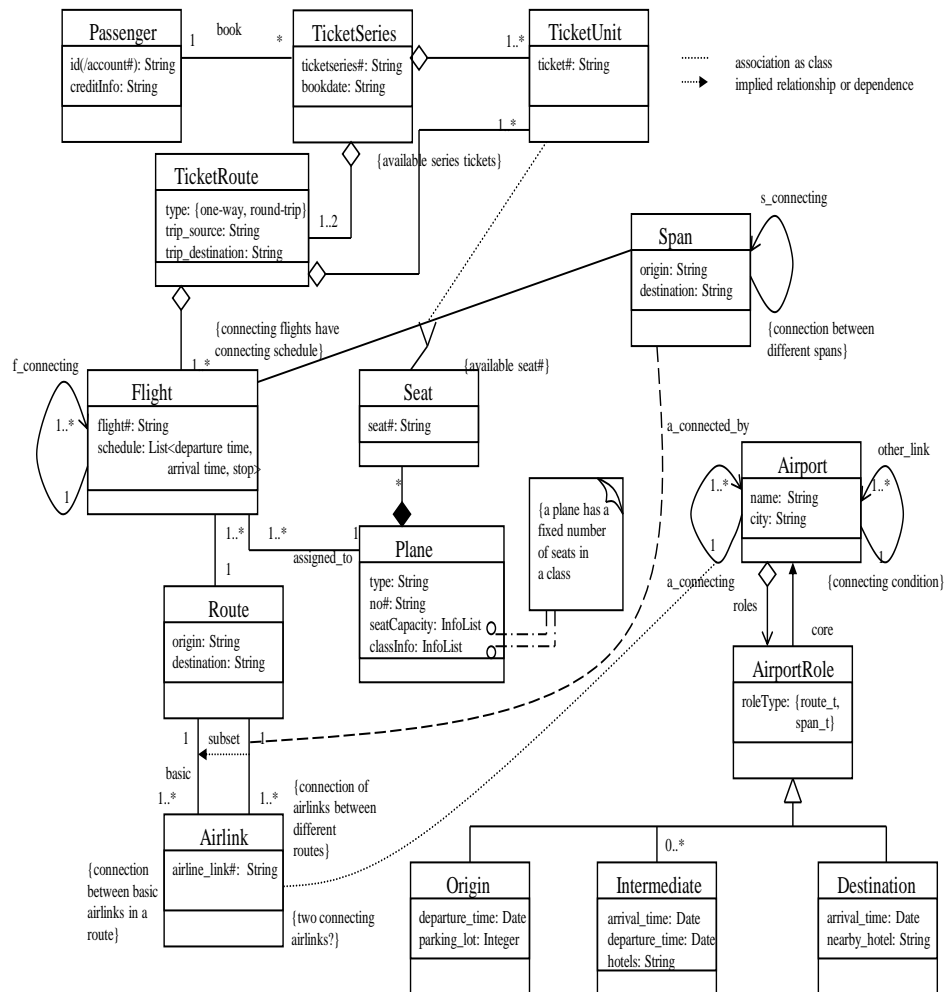 Passenger
id(/account#): String
creditInfo: String
1
book
*
TicketSeries
ticketseries#: String
bookdate: String
1..*
TicketUnit
ticket#: String
association as class
implied relationship or dependence
1..*
{available series tickets}
TicketRoute
type: {one-way, round-trip}
trip_source: String
trip_destination: String
1..2
s_connecting
Span
origin: String
destination: String
{connection between
different spans}
{connecting flights have
connecting schedule}
1..*
f_connecting
Flight
flight#: String
schedule: List<departure time,
arrival time, stop>
1..*
1
{available seat#}
Seat
seat#: String
*
a_connected_by
other_link
Airport
name: String
city: String
1..*
1..*
1
1
a_connecting
{connecting condition}
{a plane has a
fixed number
of seats in
a class
1..*
1..*
1
assigned_to
1
Plane
type: String
no#: String
seatCapacity: InfoList
classInfo: InfoList
Route
origin: String
destination: String
roles
core
AirportRole
roleType: {route_t,
span_t}
1
subset
1
basic
1..*
1..*
{connection of
airlinks between
different
routes}
Airlink
airline_link#: String
{connection
between basic
airlinks in a
route}
{two connecting
airlinks?}
0..*
Origin
departure_time: Date
parking_lot: Integer
Intermediate
arrival_time: Date
departure_time: Date
hotels: String
Destination
arrival_time: Date
nearby_hotel: String